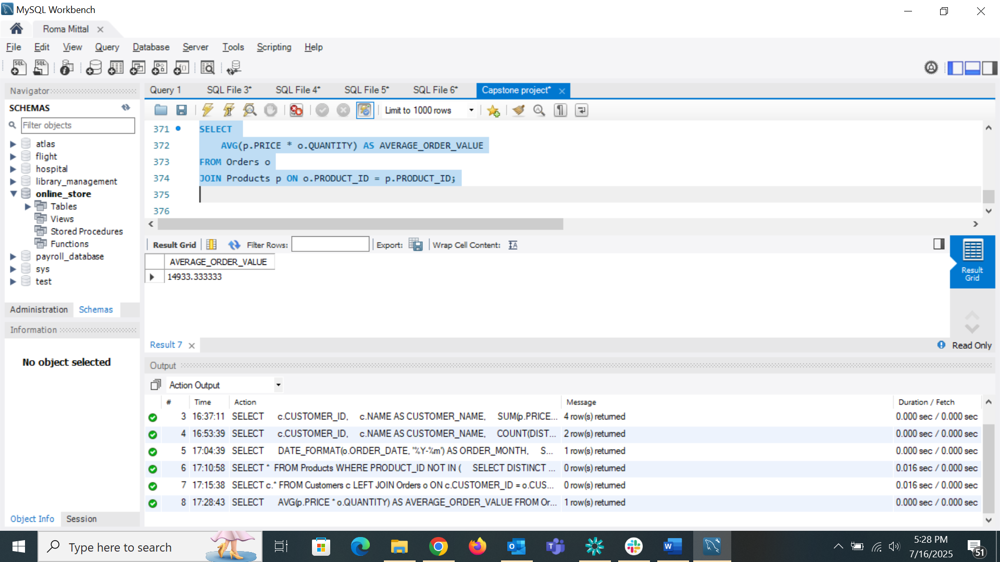 MySQL Workbench
Roma Mittal
File Edit View Query Database Server Tools Scripting Help
Navigator
SCHEMAS
Filter objects
atlas
flight
hospital
library_management
online_store
Tables
Views
Stored Procedures
Functions
payroll_database
sys
test
Administration Schemas
Information
No object selected
Object Info Session
Query 1 SQL File 3* SQL File 4* SQL File 5* SQL File 6* Capstone project*
Limit to 1000 rows
371 SELECT
372 AVG(p.PRICE * o.QUANTITY) AS AVERAGE_ORDER_VALUE
373 FROM Orders o
374 JOIN Products p ON o.PRODUCT_ID = p.PRODUCT_ID;
375
376
Result Grid Filter Rows: Export: Wrap Cell Content:
AVERAGE_ORDER_VALUE
14933.333333
Result Grid
Result 7 Read Only
Output
Action Output
# Time Action Message Duration / Fetch
3 16:37:11 SELECT c.CUSTOMER_ID, c.NAME AS CUSTOMER_NAME, SUM(p.PRICE... 4 row(s) returned 0.000 sec / 0.000 sec
4 16:53:39 SELECT c.CUSTOMER_ID, c.NAME AS CUSTOMER_NAME, COUNT(DIST... 2 row(s) returned 0.000 sec / 0.000 sec
5 17:04:39 SELECT DATE_FORMAT(o.ORDER_DATE, '%Y-%m') AS ORDER_MONTH, S... 1 row(s) returned 0.000 sec / 0.000 sec
6 17:10:58 SELECT * FROM Products WHERE PRODUCT_ID NOT IN ( SELECT DISTINCT ... 0 row(s) returned 0.016 sec / 0.000 sec
7 17:15:38 SELECT c.* FROM Customers c LEFT JOIN Orders o ON c.CUSTOMER_ID = o.CUS... 0 row(s) returned 0.016 sec / 0.000 sec
8 17:28:43 SELECT AVG(p.PRICE * o.QUANTITY) AS AVERAGE_ORDER_VALUE FROM Or... 1 row(s) returned 0.000 sec / 0.000 sec
Type here to search
5:28 PM
7/16/2025
51